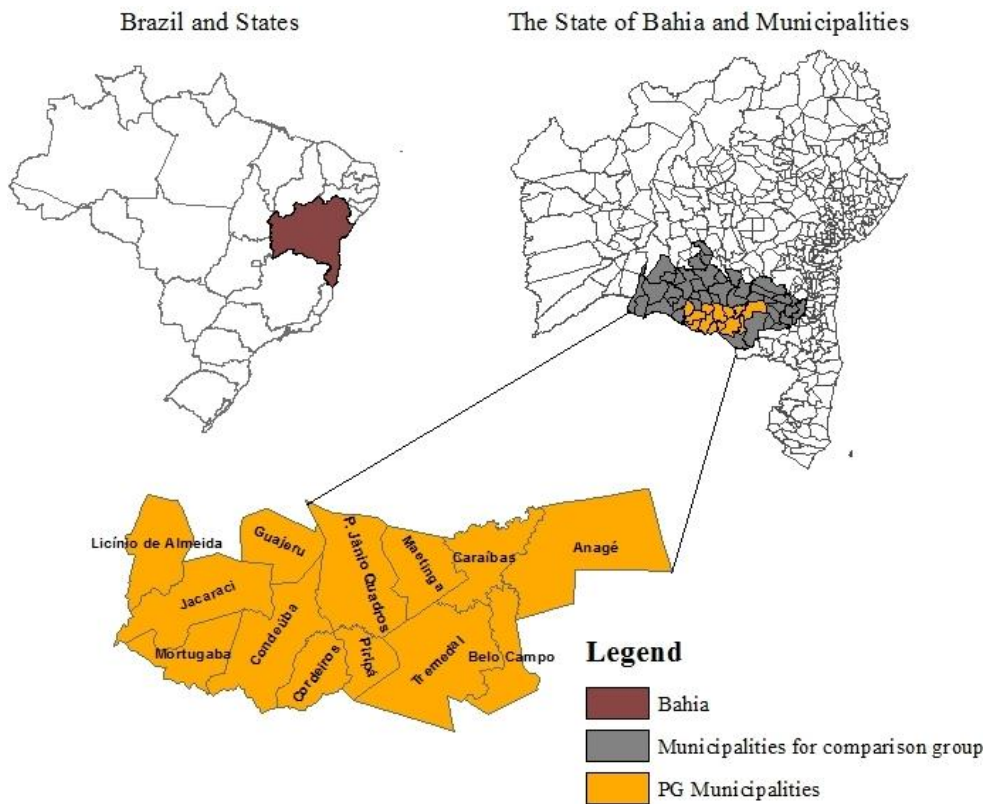 Brazil and States
The State of Bahia and Municipalities
Licínio de Almeida
Guajeru
P. Jânio Quadros
Maetinga
Caraíbas
Anagé
Jacaraci
Condeúba
Mortugaba
Cordeiros
Piripá
Tremedal
Belo Campo
Legend
Bahia
Municipalities for comparison group
PG Municipalities